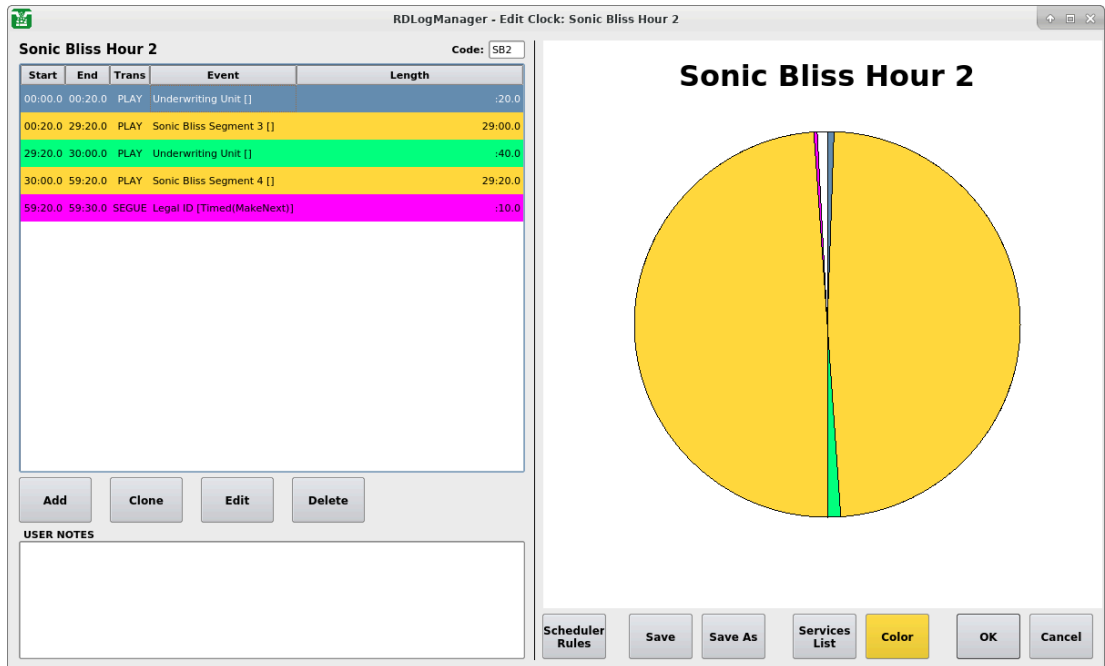 RDLogManager - Edit Clock: Sonic Bliss Hour 2
Sonic Bliss Hour 2
Code: SB2
Start End Trans Event Length
00:00.0 00:20.0 PLAY Underwriting Unit [] :20.0
00:20.0 29:20.0 PLAY Sonic Bliss Segment 3 [] 29:00.0
29:20.0 30:00.0 PLAY Underwriting Unit [] :40.0
30:00.0 59:20.0 PLAY Sonic Bliss Segment 4 [] 29:20.0
59:20.0 59:30.0 SEGUE Legal ID [Timed(MakeNext)] :10.0
Add Clone Edit Delete
USER NOTES
Sonic Bliss Hour 2
Scheduler
Rules
Save
Save As
Services
List
Color
OK
Cancel